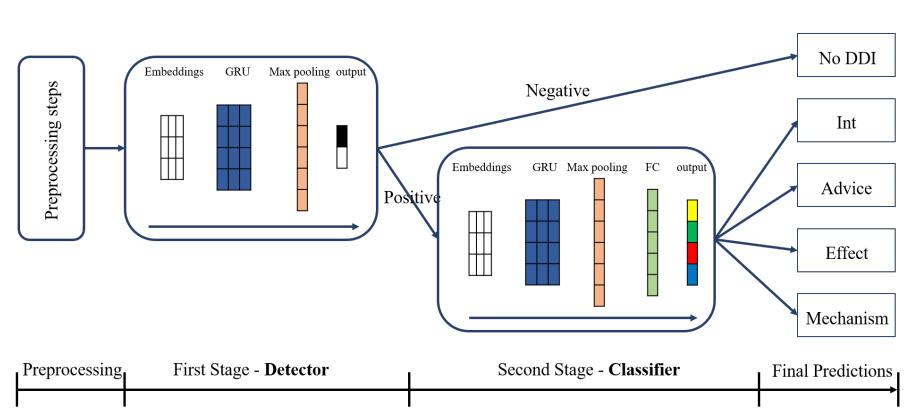 Preprocessing steps
Embeddings GRU Max pooling output
Negative
Positive
Embeddings GRU Max pooling FC output
No DDI
Int
Advice
Effect
Mechanism
Preprocessing First Stage - Detector Second Stage - Classifier Final Predictions